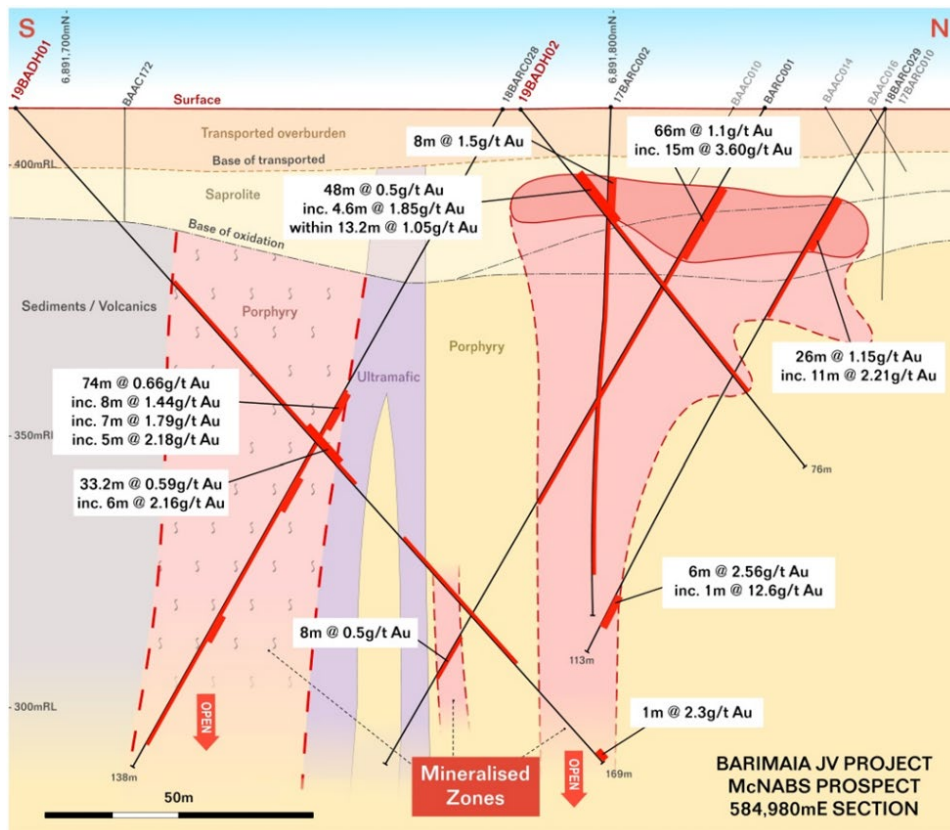 S
N
19BADH01
6,891,700mN
BAAC172
18BARC028
19BADH02
6,891,800mN
17BARC002
BAAC010
BARC001
BAAC014
BAAC016
18BARC029
17BARC010
Surface
Transported overburden
8m @ 1.5g/t Au
66m @ 1.1g/t Au
inc. 15m @ 3.60g/t Au
400mRL
Base of transported
Saprolite
48m @ 0.5g/t Au
inc. 4.6m @ 1.85g/t Au
within 13.2m @ 1.05g/t Au
Base of oxidation
Sediments / Volcanics
Porphyry
Porphyry
Ultramafic
26m @ 1.15g/t Au
inc. 11m @ 2.21g/t Au
74m @ 0.66g/t Au
inc. 8m @ 1.44g/t Au
inc. 7m @ 1.79g/t Au
inc. 5m @ 2.18g/t Au
350mRL
76m
33.2m @ 0.59g/t Au
inc. 6m @ 2.16g/t Au
6m @ 2.56g/t Au
inc. 1m @ 12.6g/t Au
8m @ 0.5g/t Au
113m
300mRL
OPEN
1m @ 2.3g/t Au
138m
Mineralised
Zones
OPEN
169m
50m
BARIMAIA JV PROJECT
McNABS PROSPECT
584,980mE SECTION